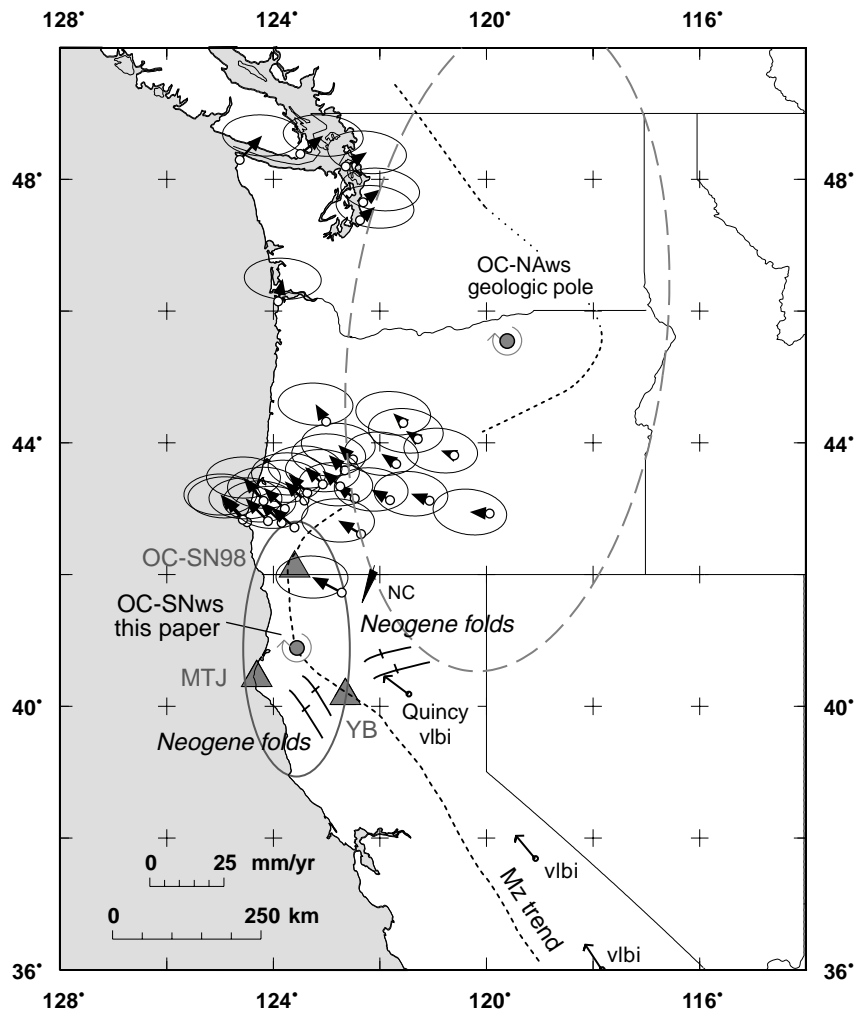 128° 124° 120° 116°
48° 48°
OC-NAws
geologic pole
44° 44°
OC-SN98
NC
OC-SNws
this paper
Neogene folds
MTJ
40° 40°
Quincy
vlbi
YB
Neogene folds
0 25 mm/yr
vlbi
Mz trend
0 250 km
vlbi
36° 36°
128° 124° 120° 116°